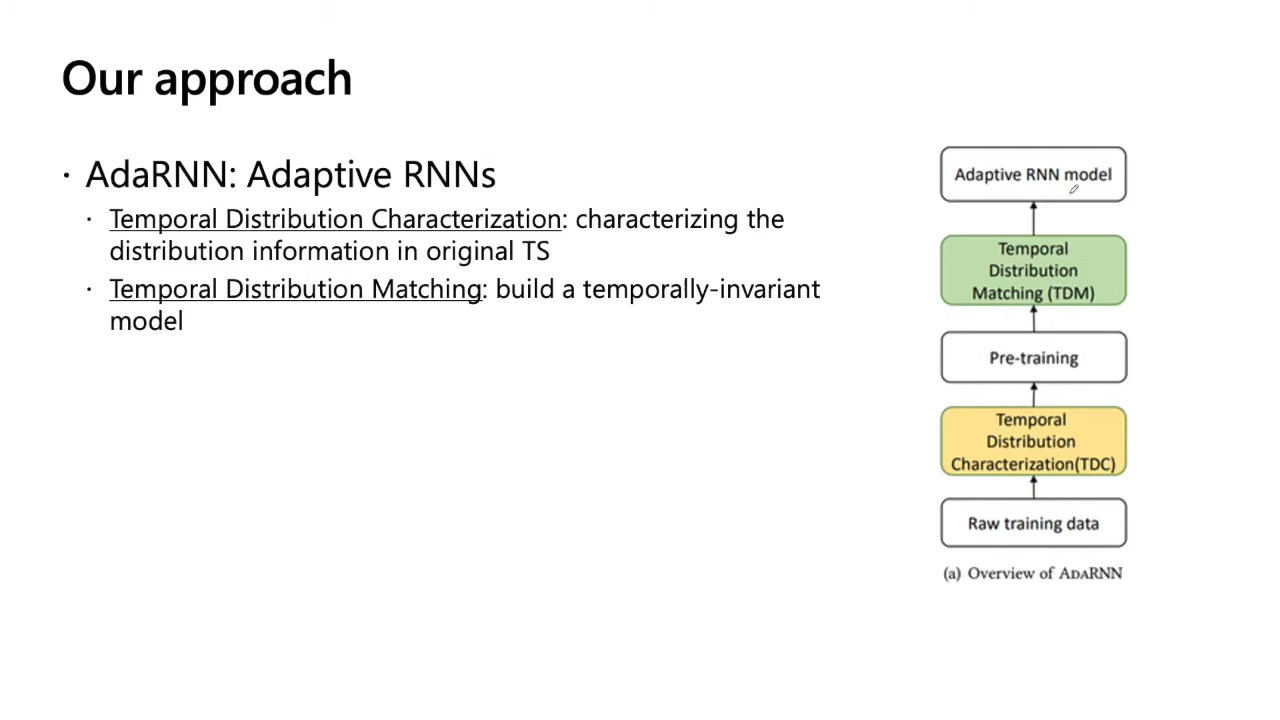 Our approach
· AdaRNN: Adaptive RNNs
· Temporal Distribution Characterization: characterizing the
distribution information in original TS
· Temporal Distribution Matching: build a temporally-invariant
model
Adaptive RNN model
Temporal
Distribution
Matching (TDM)
Pre-training
Temporal
Distribution
Characterization(TDC)
Raw training data
(a) Overview of AdaRNN